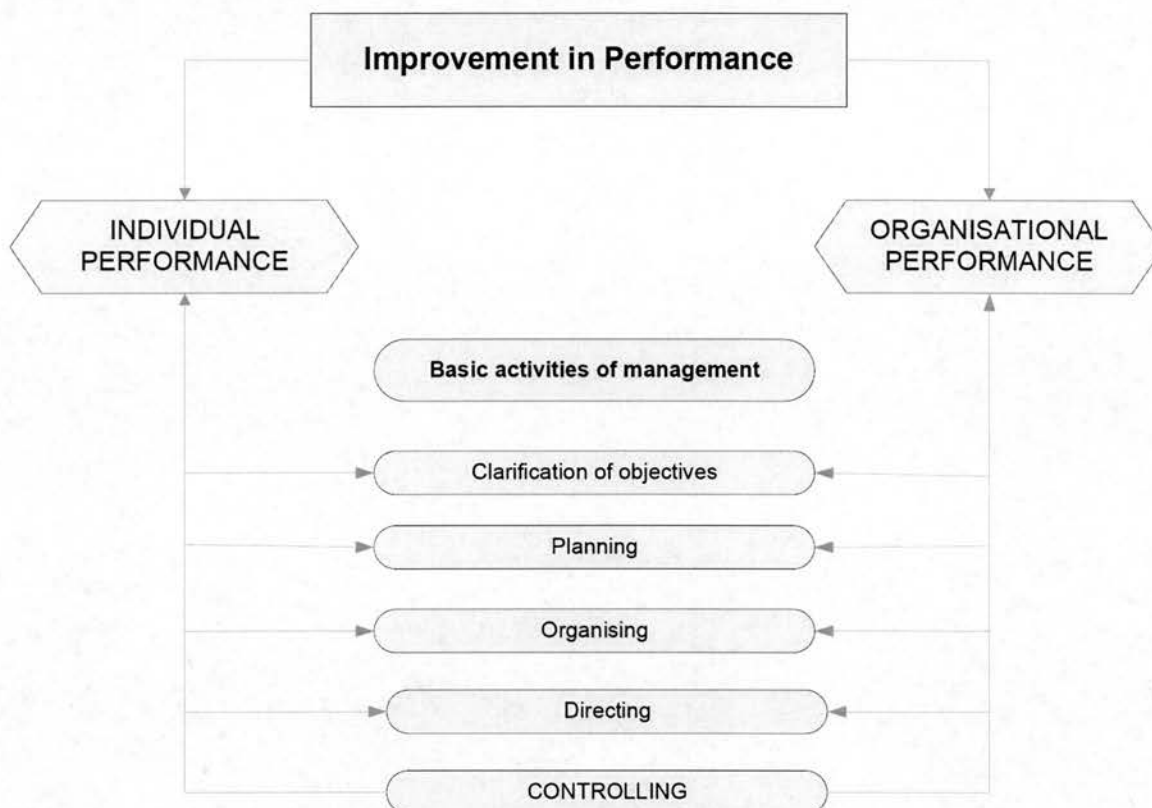 Improvement in Performance
INDIVIDUAL
PERFORMANCE
ORGANISATIONAL
PERFORMANCE
Basic activities of management
Clarification of objectives
Planning
Organising
Directing
CONTROLLING